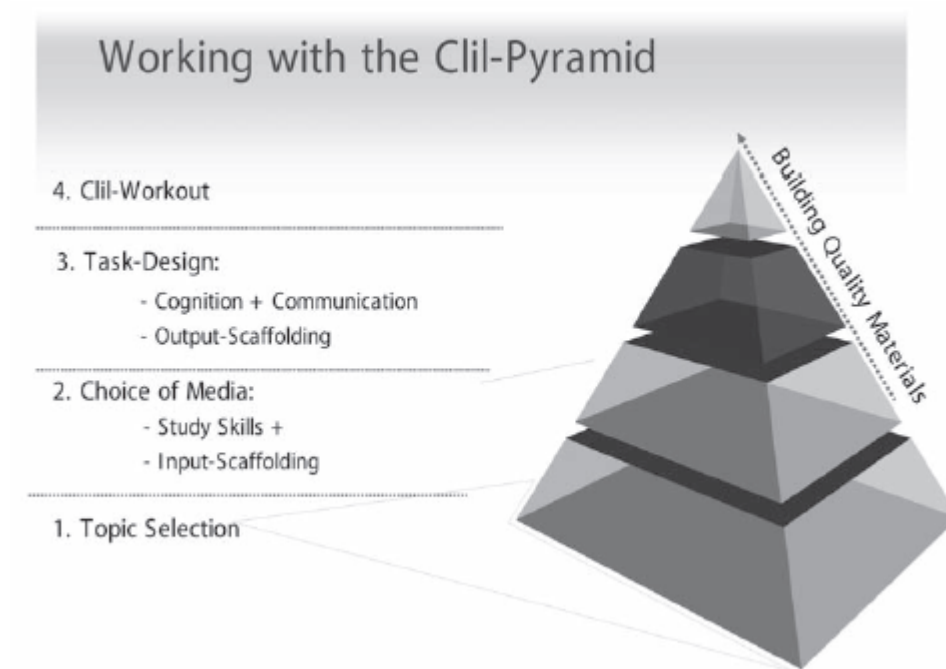 Working with the Clil-Pyramid
4. Clil-Workout
3. Task-Design:
- Cognition + Communication
- Output-Scaffolding
2. Choice of Media:
- Study Skills +
- Input-Scaffolding
1. Topic Selection
Building Quality Materials